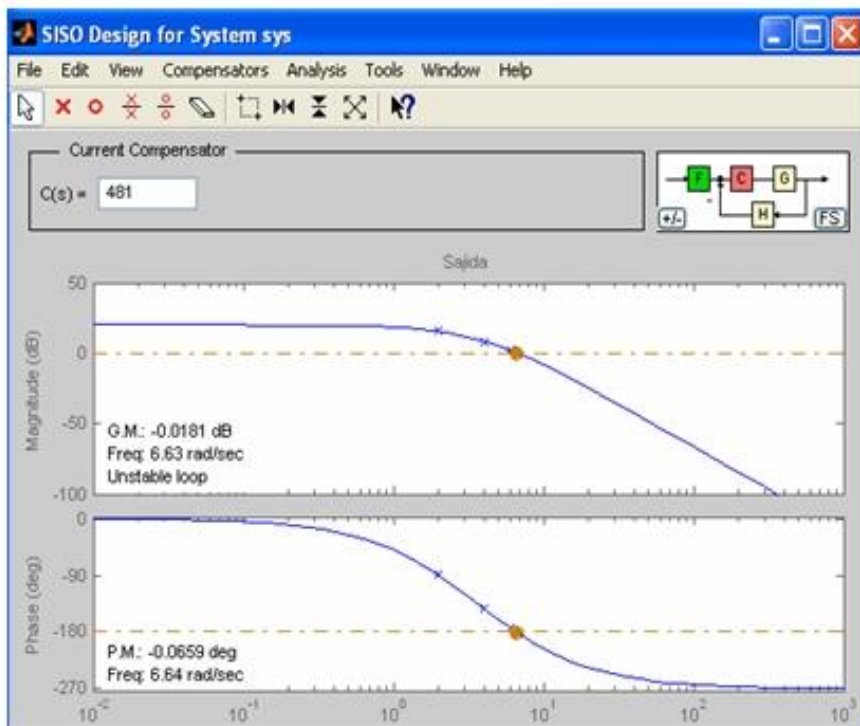 SISO Design for System sys
File Edit View Compensators Analysis Tools Window Help
Current Compensator
C(s) = 481
F C G
H
+/- FS
Salida
Magnitude (dB)
50
0
-50
-100
G.M.: -0.0181 dB
Freq: 6.63 rad/sec
Unstable loop
Phase (deg)
0
-90
-180
-270
P.M.: -0.0659 deg
Freq: 6.64 rad/sec
10^-2 10^-1 10^0 10^1 10^2 10^3